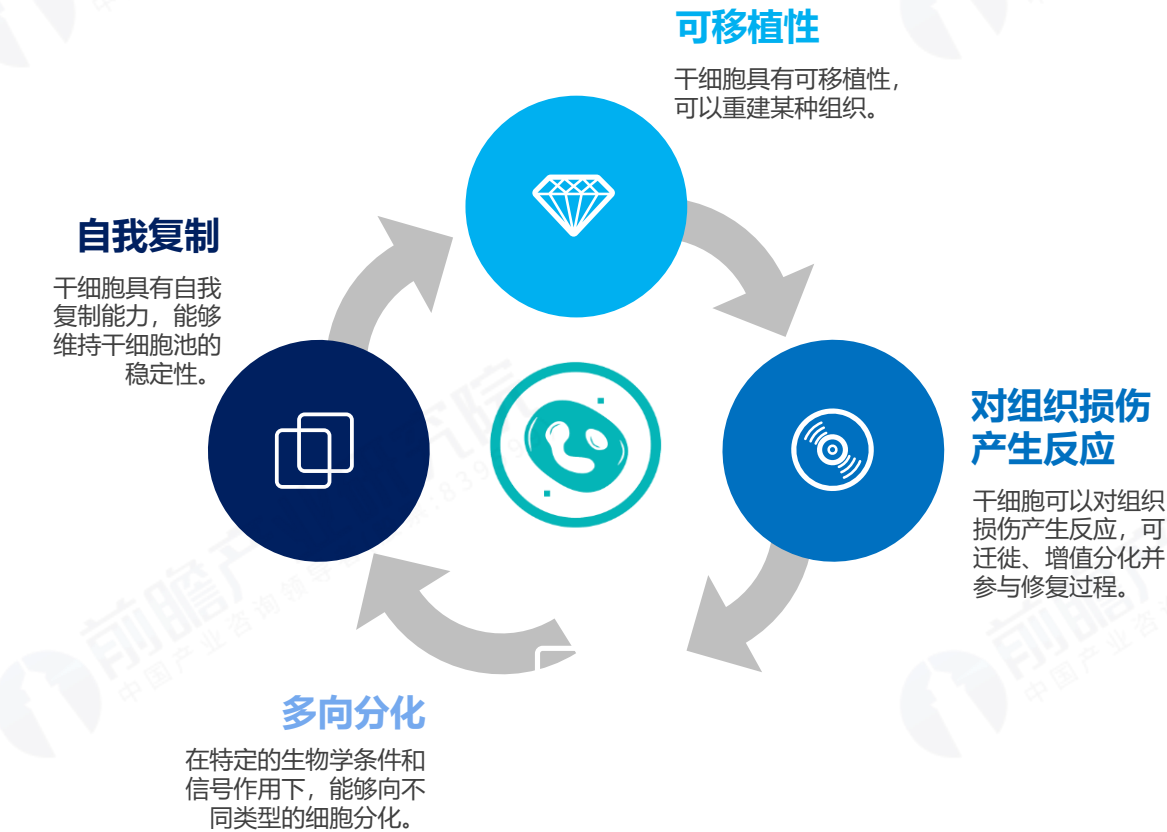 可移植性
干细胞具有可移植性，
可以重建某种组织。
自我复制
干细胞具有自我
复制能力，能够
维持干细胞池的
稳定性。
对组织损伤
产生反应
干细胞可以对组织
损伤产生反应，可
迁徙、增值分化并
参与修复过程。
多向分化
在特定的生物学条件和
信号作用下，能够向不
同类型的细胞分化。